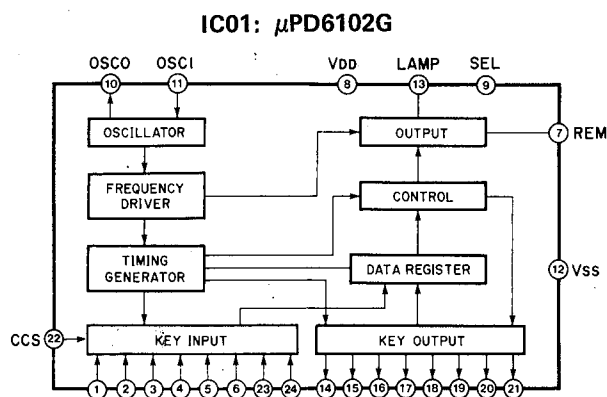 IC01: μPD6102G
OSCO OSCI VDD LAMP SEL
10 11 8 13 9
OSCILLATOR OUTPUT 7 REM
FREQUENCY DRIVER
CONTROL
TIMING GENERATOR
DATA REGISTER 12 VSS
CCS 22 KEY INPUT KEY OUTPUT
1 2 3 4 5 6 23 24 14 15 16 17 18 19 20 21